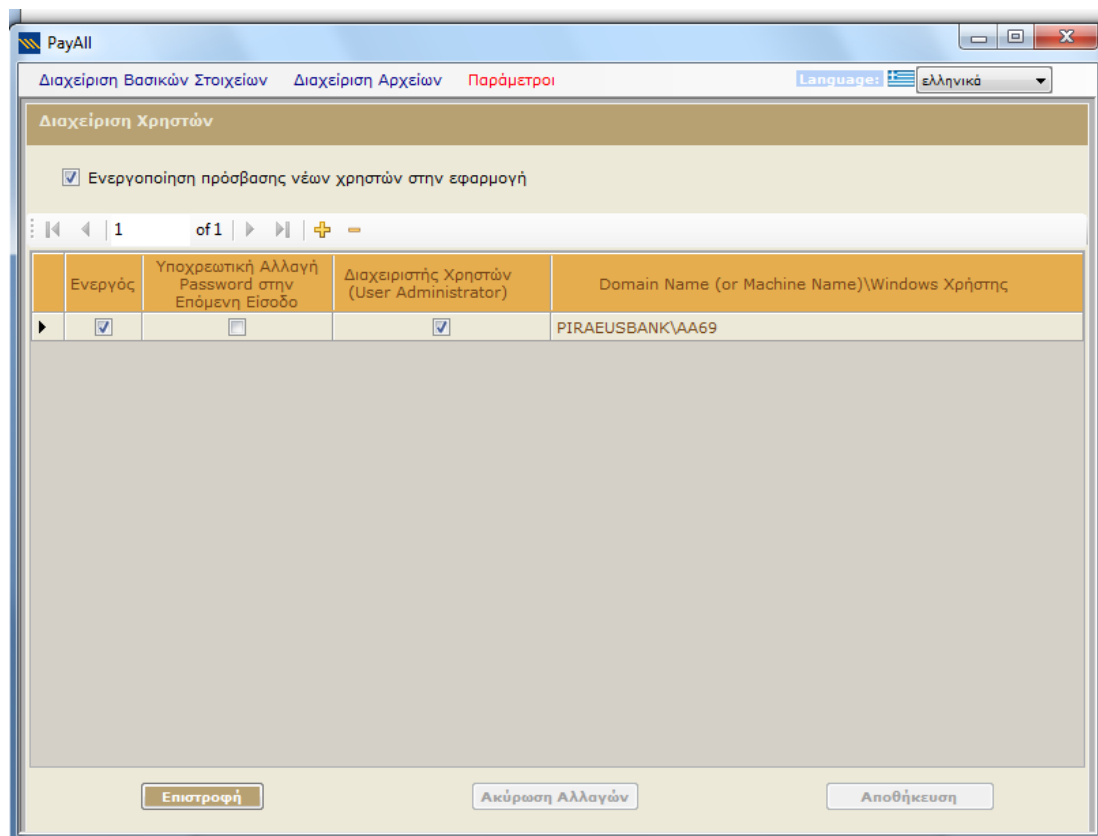 PayAll
Διαχείριση Βασικών Στοιχείων Διαχείριση Αρχείων Παράμετροι Language: ελληνικά
Διαχείριση Χρηστών
Ενεργοποίηση πρόσβασης νέων χρηστών στην εφαρμογή
1 of 1
Ενεργός
Υποχρεωτική Αλλαγή
Password στην
Επόμενη Είσοδο
Διαχειριστής Χρηστών
(User Administrator)
Domain Name (or Machine Name)\Windows Χρήστης
PIRAEUSBANK\AA69
Επιστροφή Ακύρωση Αλλαγών Αποθήκευση